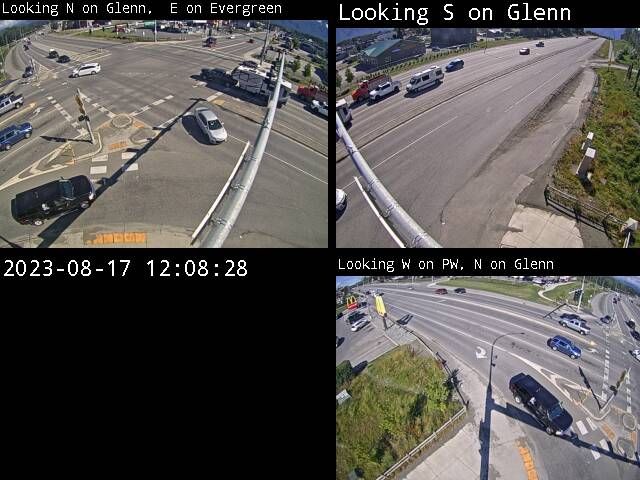 Looking N on Glenn,  E on Evergreen
Looking S on Glenn
2023-08-17 12:08:28
Looking W on PW, N on Glenn